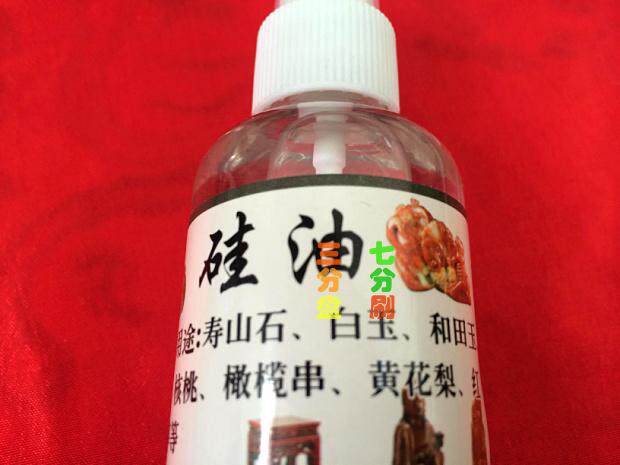 硅油
三分盘
七分刷
用途:寿山石、白玉、和田玉
核桃、橄榄串、黄花梨、红
等